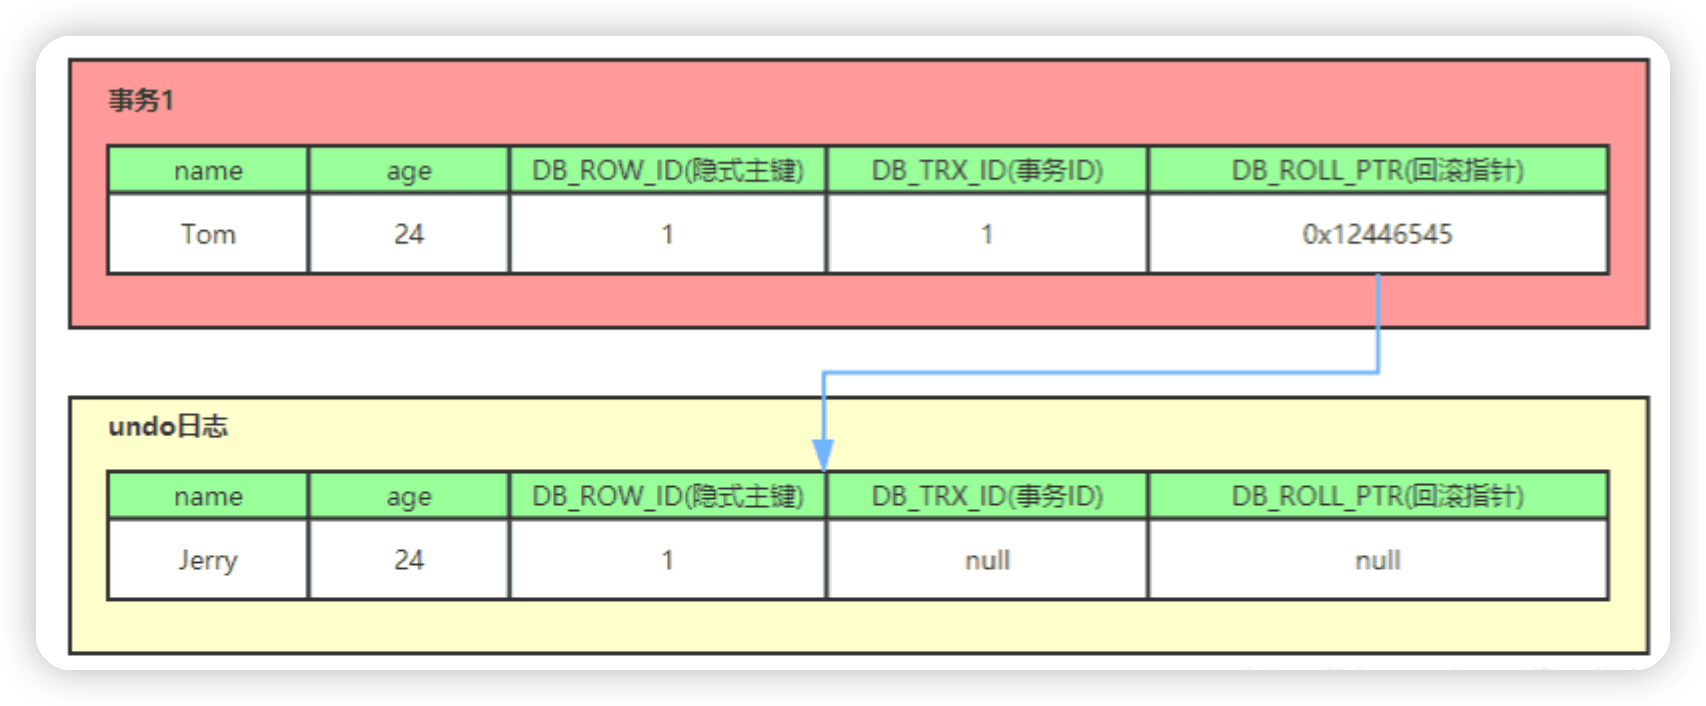 事务1
name age DB_ROW_ID(隐式主键) DB_TRX_ID(事务ID) DB_ROLL_PTR(回滚指针)
Tom 24 1 1 0x12446545
undo日志
name age DB_ROW_ID(隐式主键) DB_TRX_ID(事务ID) DB_ROLL_PTR(回滚指针)
Jerry 24 1 null null